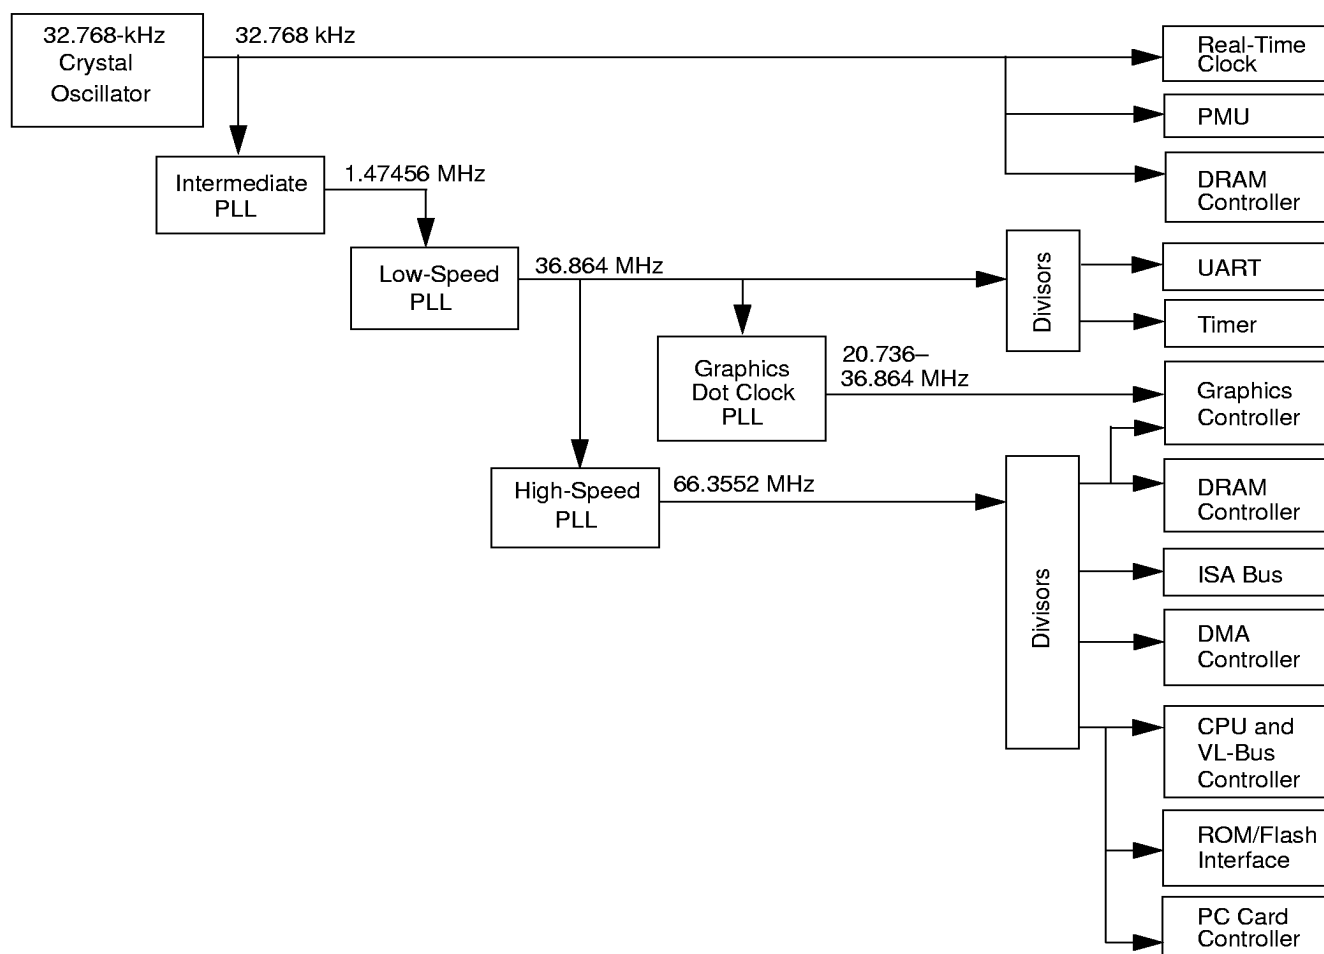 32.768-kHz
Crystal
Oscillator
32.768 kHz
Real-Time
Clock
PMU
DRAM
Controller
Intermediate
PLL
1.47456 MHz
Low-Speed
PLL
36.864 MHz
Divisors
UART
Timer
Graphics
Dot Clock
PLL
20.736–
36.864 MHz
Graphics
Controller
High-Speed
PLL
66.3552 MHz
Divisors
DRAM
Controller
ISA Bus
DMA
Controller
CPU and
VL-Bus
Controller
ROM/Flash
Interface
PC Card
Controller